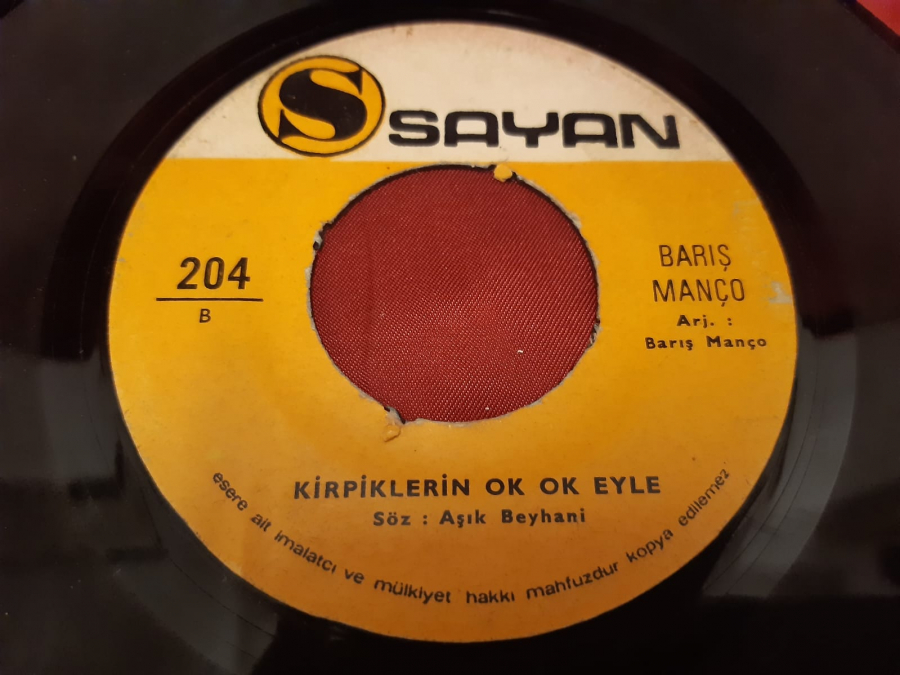 S SAYAN
204
B
BARIŞ
MANÇO
Arj. :
Barış Manço
KİRPİKLERİN OK OK EYLE
Söz : Aşık Beyhani
esere ait imalatcı ve mülkiyet hakkı mahfuzdur kopya edilemez